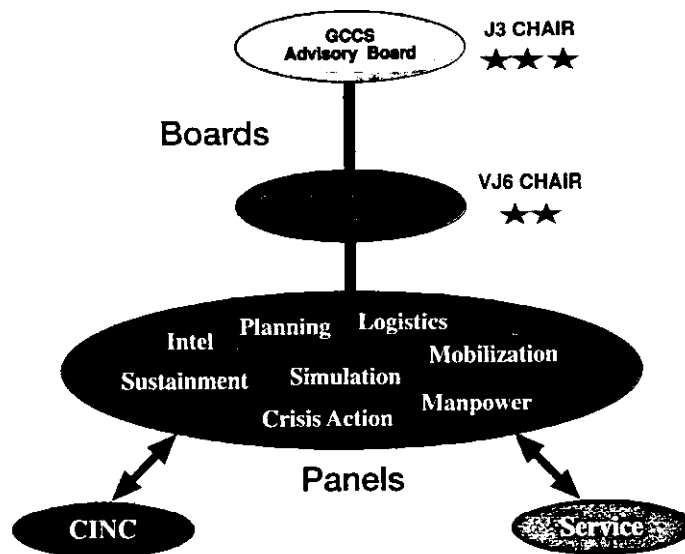 GCCS
Advisory Board
J3 CHAIR
Boards
VJ6 CHAIR
Intel
Planning
Logistics
Mobilization
Sustainment
Simulation
Crisis Action
Manpower
Panels
CINC
Service